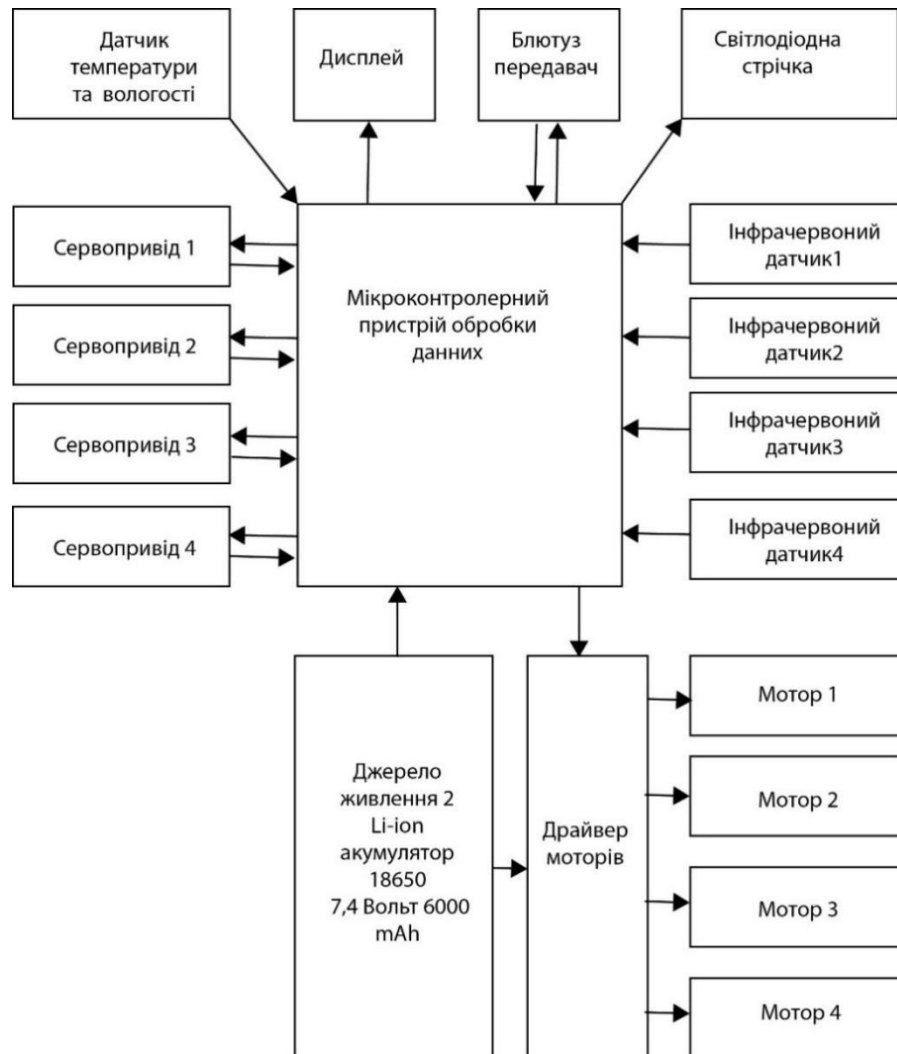 Датчик
температури
та вологості
Дисплей
Блютуз
передавач
Світлодіодна
стрічка
Сервопривід 1
Сервопривід 2
Сервопривід 3
Сервопривід 4
Мікроконтролерний
пристрій обробки
данних
Інфрачервоний
датчик1
Інфрачервоний
датчик2
Інфрачервоний
датчик3
Інфрачервоний
датчик4
Джерело
живлення 2
Li-ion
акумулятор
18650
7,4 Вольт 6000
mAh
Драйвер
моторів
Мотор 1
Мотор 2
Мотор 3
Мотор 4